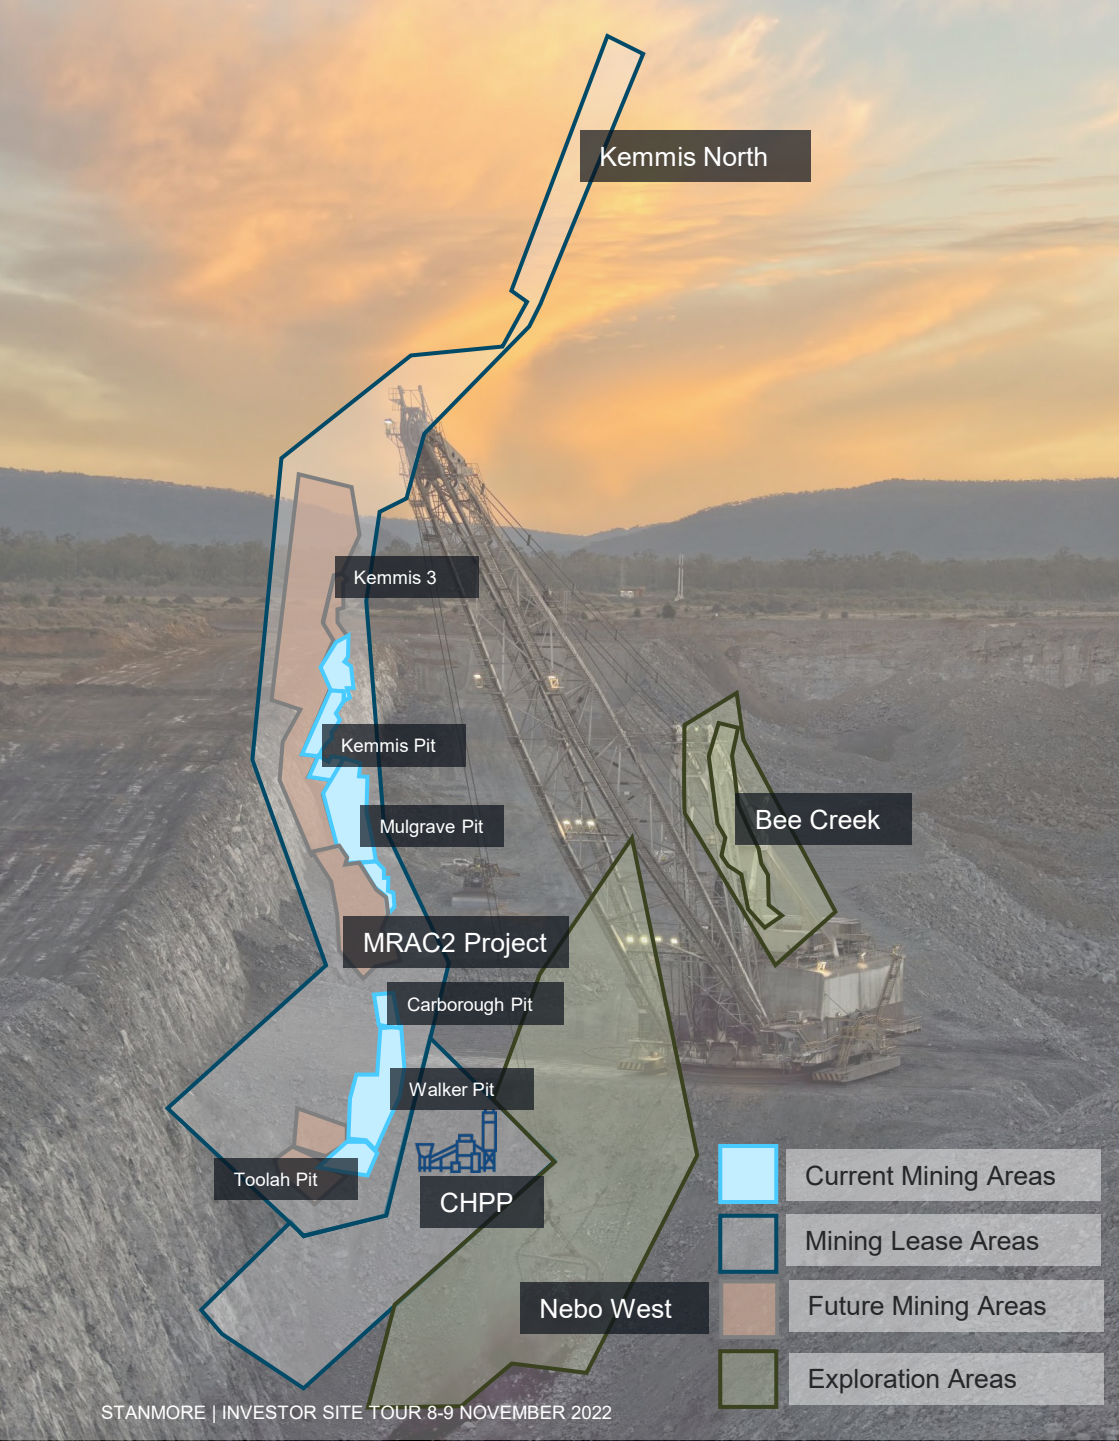 Kemmis North
Kemmis 3
Kemmis Pit
Mulgrave Pit
Bee Creek
MRAC2 Project
Carborough Pit
Walker Pit
Toolah Pit
CHPP
Current Mining Areas
Mining Lease Areas
Nebo West
Future Mining Areas
Exploration Areas
STANMORE | INVESTOR SITE TOUR 8-9 NOVEMBER 2022